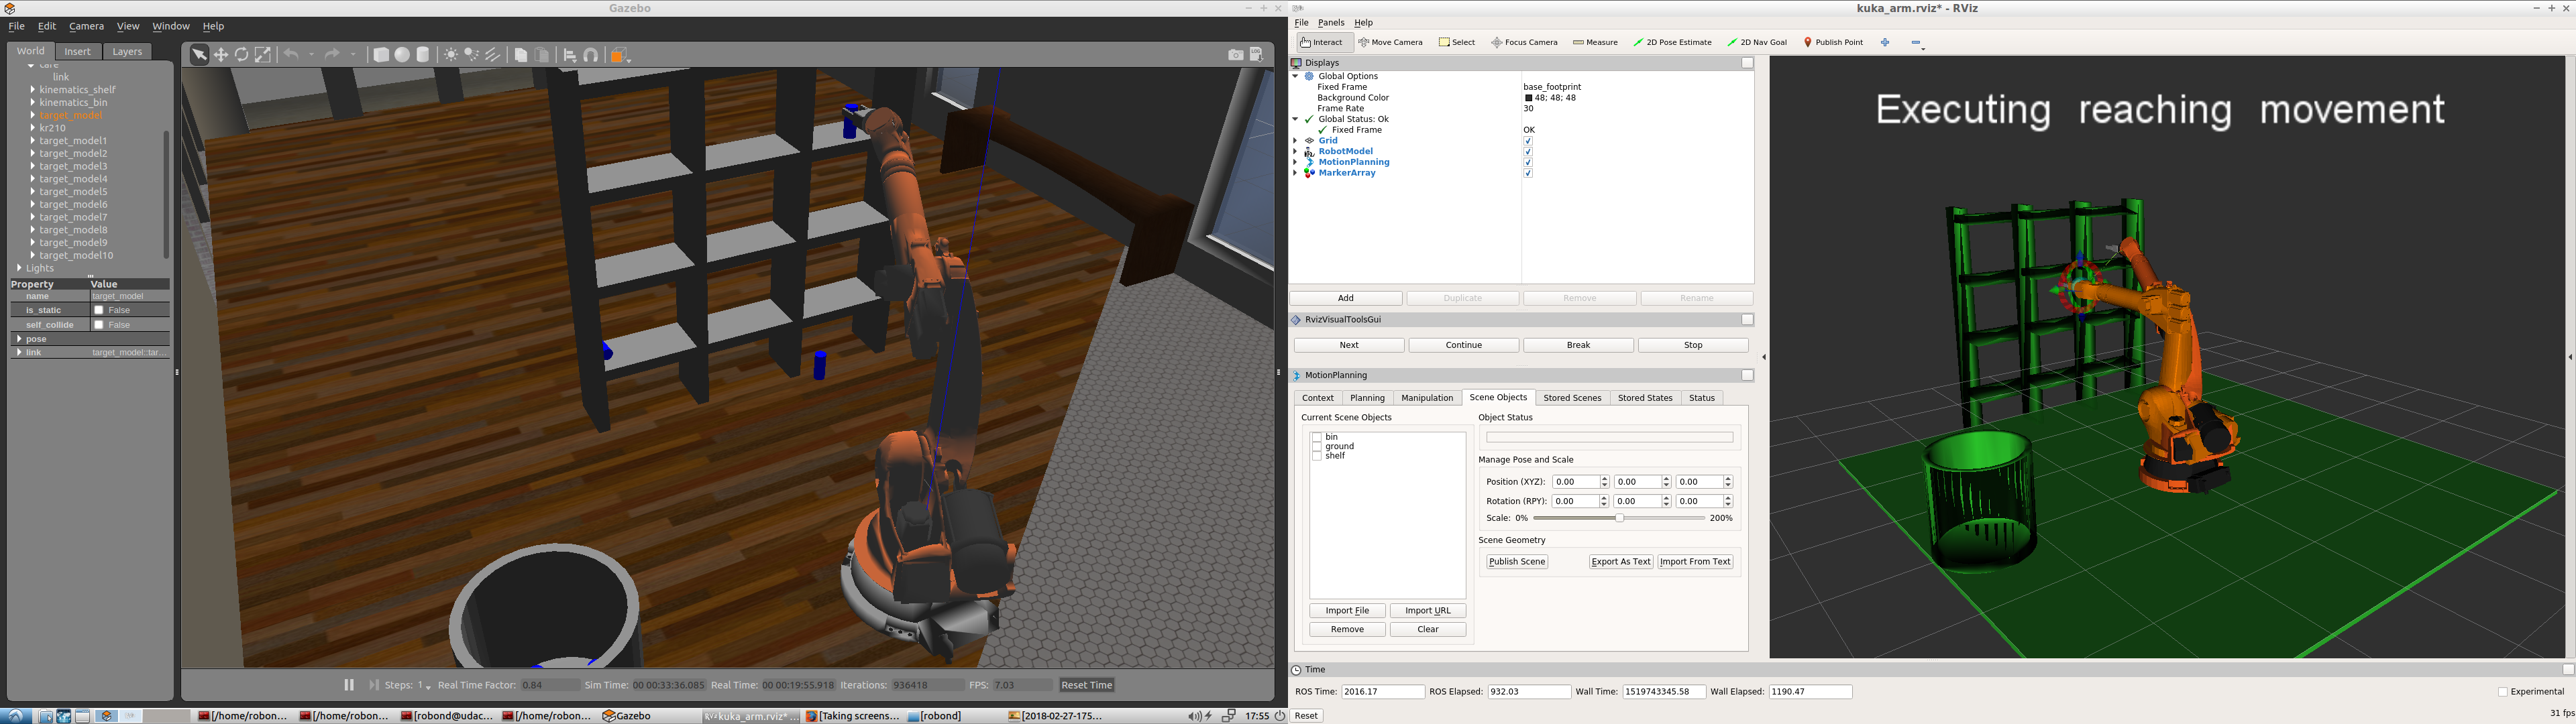 Gazebo
File Edit Camera View Window Help
World Insert Layers
link
kinematics_shelf
kinematics_bin
target_model
kr210
target_model1
target_model2
target_model3
target_model4
target_model5
target_model6
target_model7
target_model8
target_model9
target_model10
Lights
Property Value
name target_model
is_static False
self_collide False
pose
link target_model::tar...
Steps: 1 Real Time Factor: 0.84 Sim Time: 00 00:33:36.085 Real Time: 00 00:19:55.918 Iterations: 936418 FPS: 7.03 Reset Time
kuka_arm.rviz* - RViz
File Panels Help
Interact Move Camera Select Focus Camera Measure 2D Pose Estimate 2D Nav Goal Publish Point
Displays
Global Options
Fixed Frame base_footprint
Background Color 48; 48; 48
Frame Rate 30
Global Status: Ok
Fixed Frame OK
Grid
RobotModel
MotionPlanning
MarkerArray
Add Duplicate Remove Rename
RvizVisualToolsGui
Next Continue Break Stop
MotionPlanning
Context Planning Manipulation Scene Objects Stored Scenes Stored States Status
Current Scene Objects
bin
ground
shelf
Import File Import URL
Remove Clear
Object Status
Manage Pose and Scale
Position (XYZ): 0.00 0.00 0.00
Rotation (RPY): 0.00 0.00 0.00
Scale: 0% 200%
Scene Geometry
Publish Scene Export As Text Import From Text
Executing reaching movement
Time
ROS Time: 2016.17 ROS Elapsed: 932.03 Wall Time: 1519743345.58 Wall Elapsed: 1190.47 Experimental
Reset 31 fps
[/home/robon... [/home/robon... [robond@udac... [/home/robon... Gazebo kuka_arm.rviz* ... [Taking screens... [robond] [2018-02-27-175... 17:55